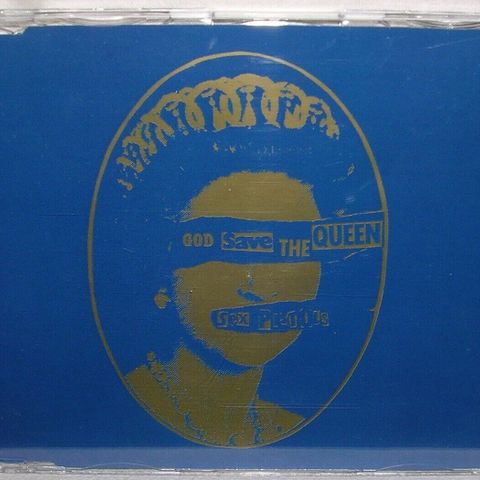 GOD Save THE QUEEN
Sex Pistols